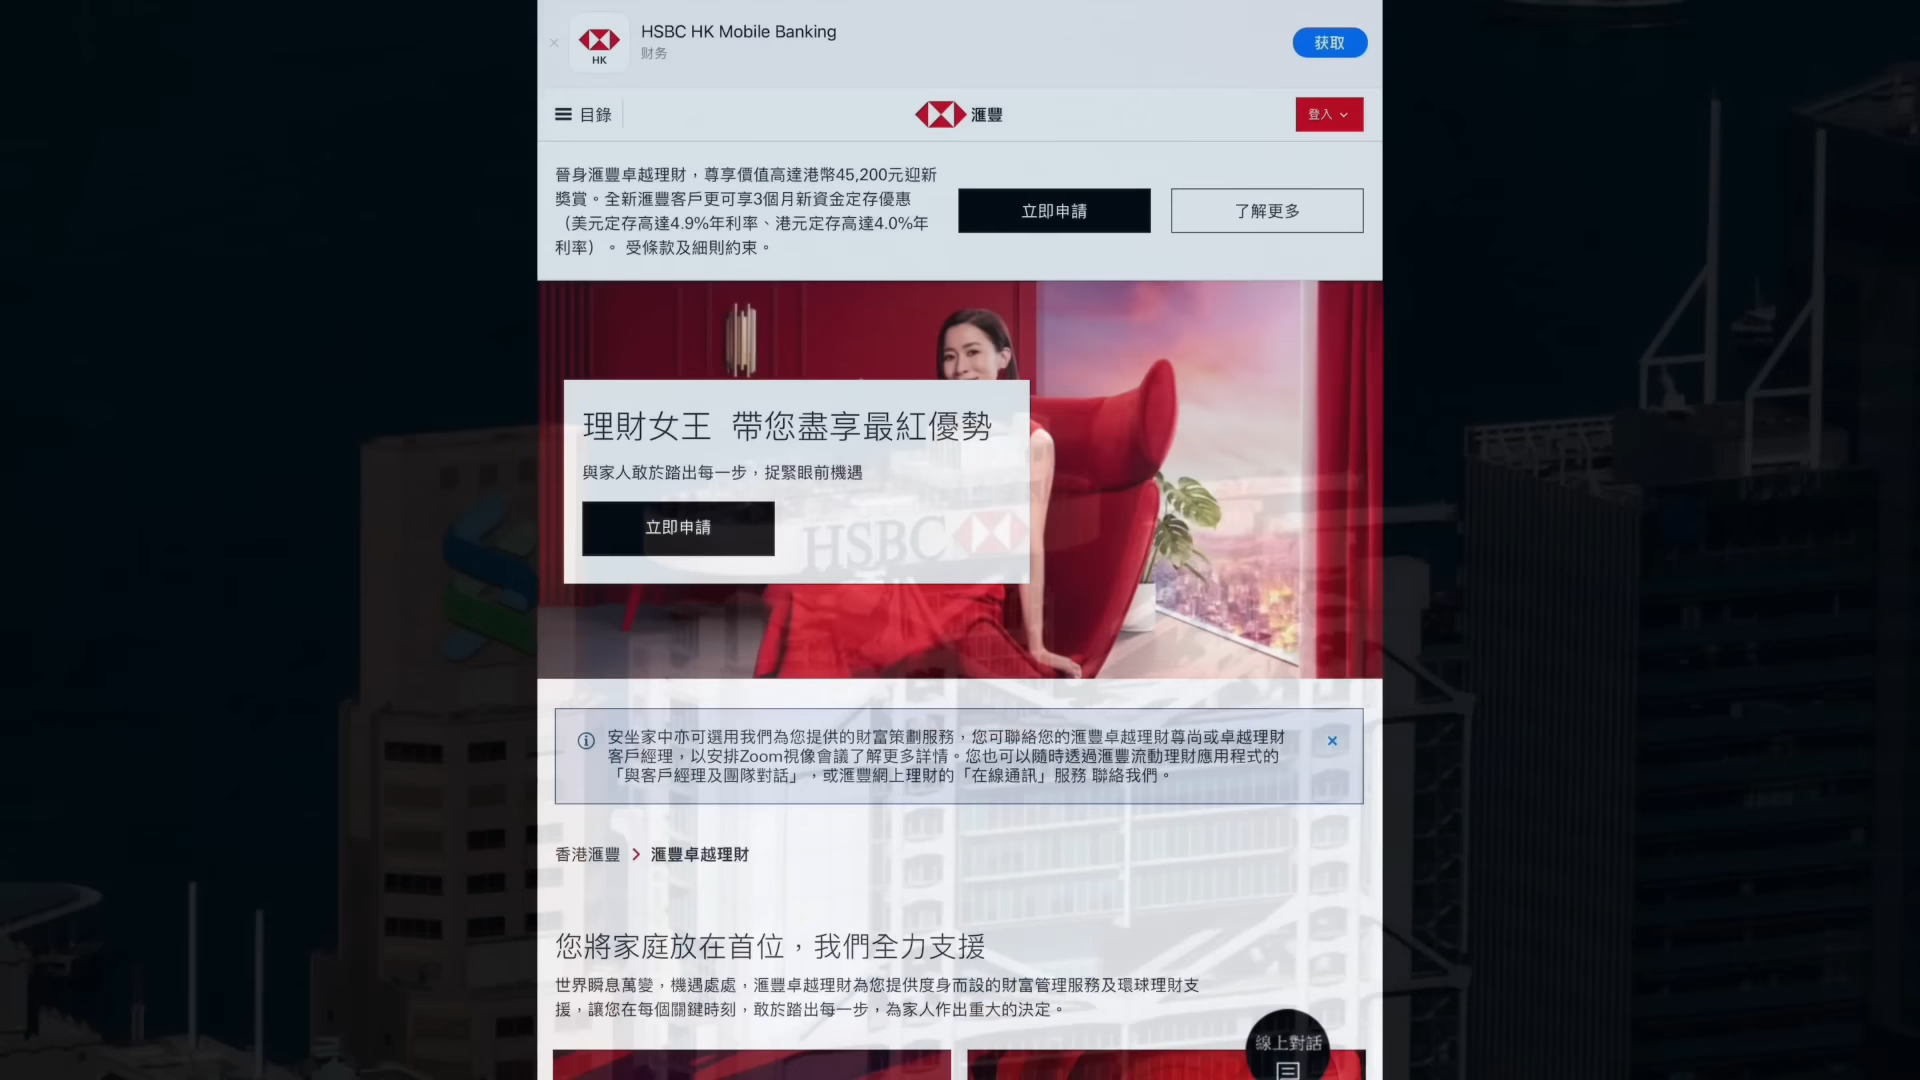 HSBC HK Mobile Banking
财务
获取
HK
目錄
滙豐
登入
晉身滙豐卓越理財，尊享價值高達港幣45,200元迎新
獎賞。全新滙豐客戶更可享3個月新資金定存優惠
（美元定存高達4.9%年利率、港元定存高達4.0%年
利率）。 受條款及細則約束。
立即申請
了解更多
理財女王 帶您盡享最紅優勢
與家人敢於踏出每一步，捉緊眼前機遇
立即申請
HSBC
安坐家中亦可選用我們為您提供的財富策劃服務，您可聯絡您的滙豐卓越理財尊尚或卓越理財
客戶經理，以安排Zoom視像會議了解更多詳情。您也可以隨時透過滙豐流動理財應用程式的
「與客戶經理及團隊對話」，或滙豐網上理財的「在線通訊」服務 聯絡我們。
香港滙豐
滙豐卓越理財
您將家庭放在首位，我們全力支援
世界瞬息萬變，機遇處處，滙豐卓越理財為您提供度身而設的財富管理服務及環球理財支
援，讓您在每個關鍵時刻，敢於踏出每一步，為家人作出重大的決定。
線上對話